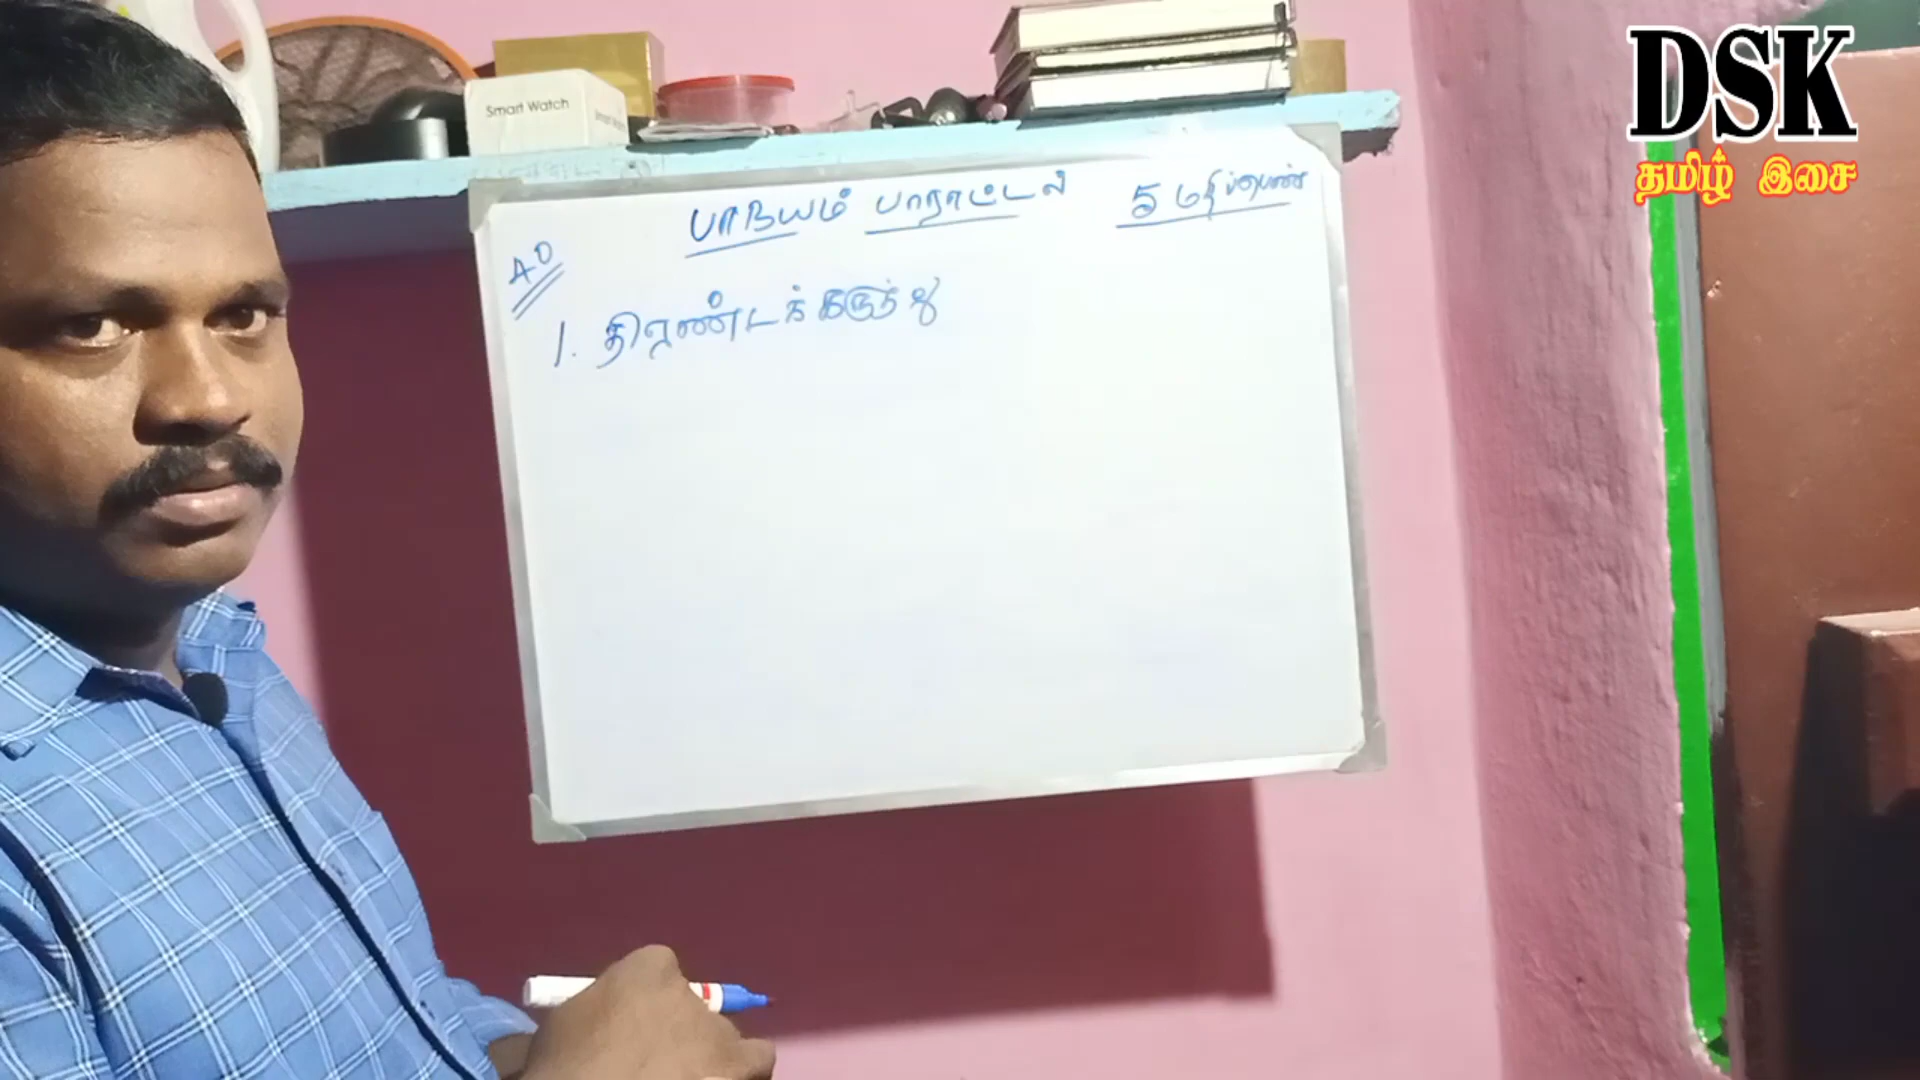 DSK
தமிழ் இசை
Smart Watch
பாநயம் பாராட்டல் 5 மதிப்பெண்
40
1. திரண்டக் கருத்து